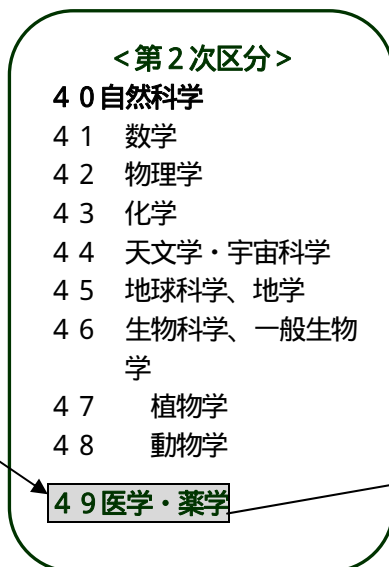 <第２次区分>
４０自然科学
４１　数学
４２　物理学
４３　化学
４４　天文学・宇宙科学
４５　地球科学、地学
４６　生物科学、一般生物
学
４７　　植物学
４８　　動物学
４９医学・薬学